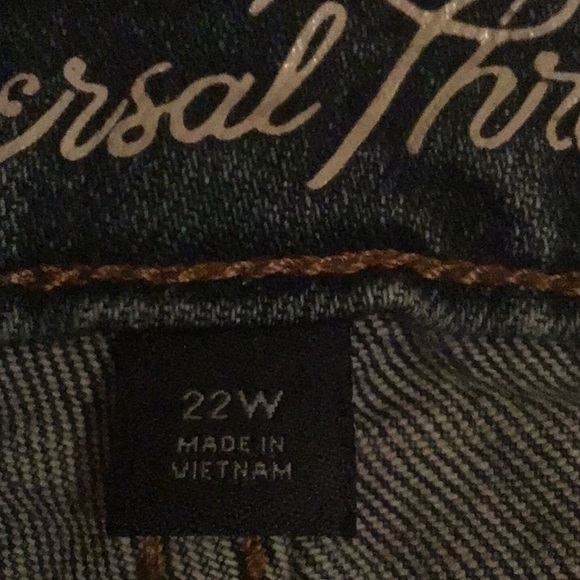 ersal Thr
22W
MADE IN
VIETNAM